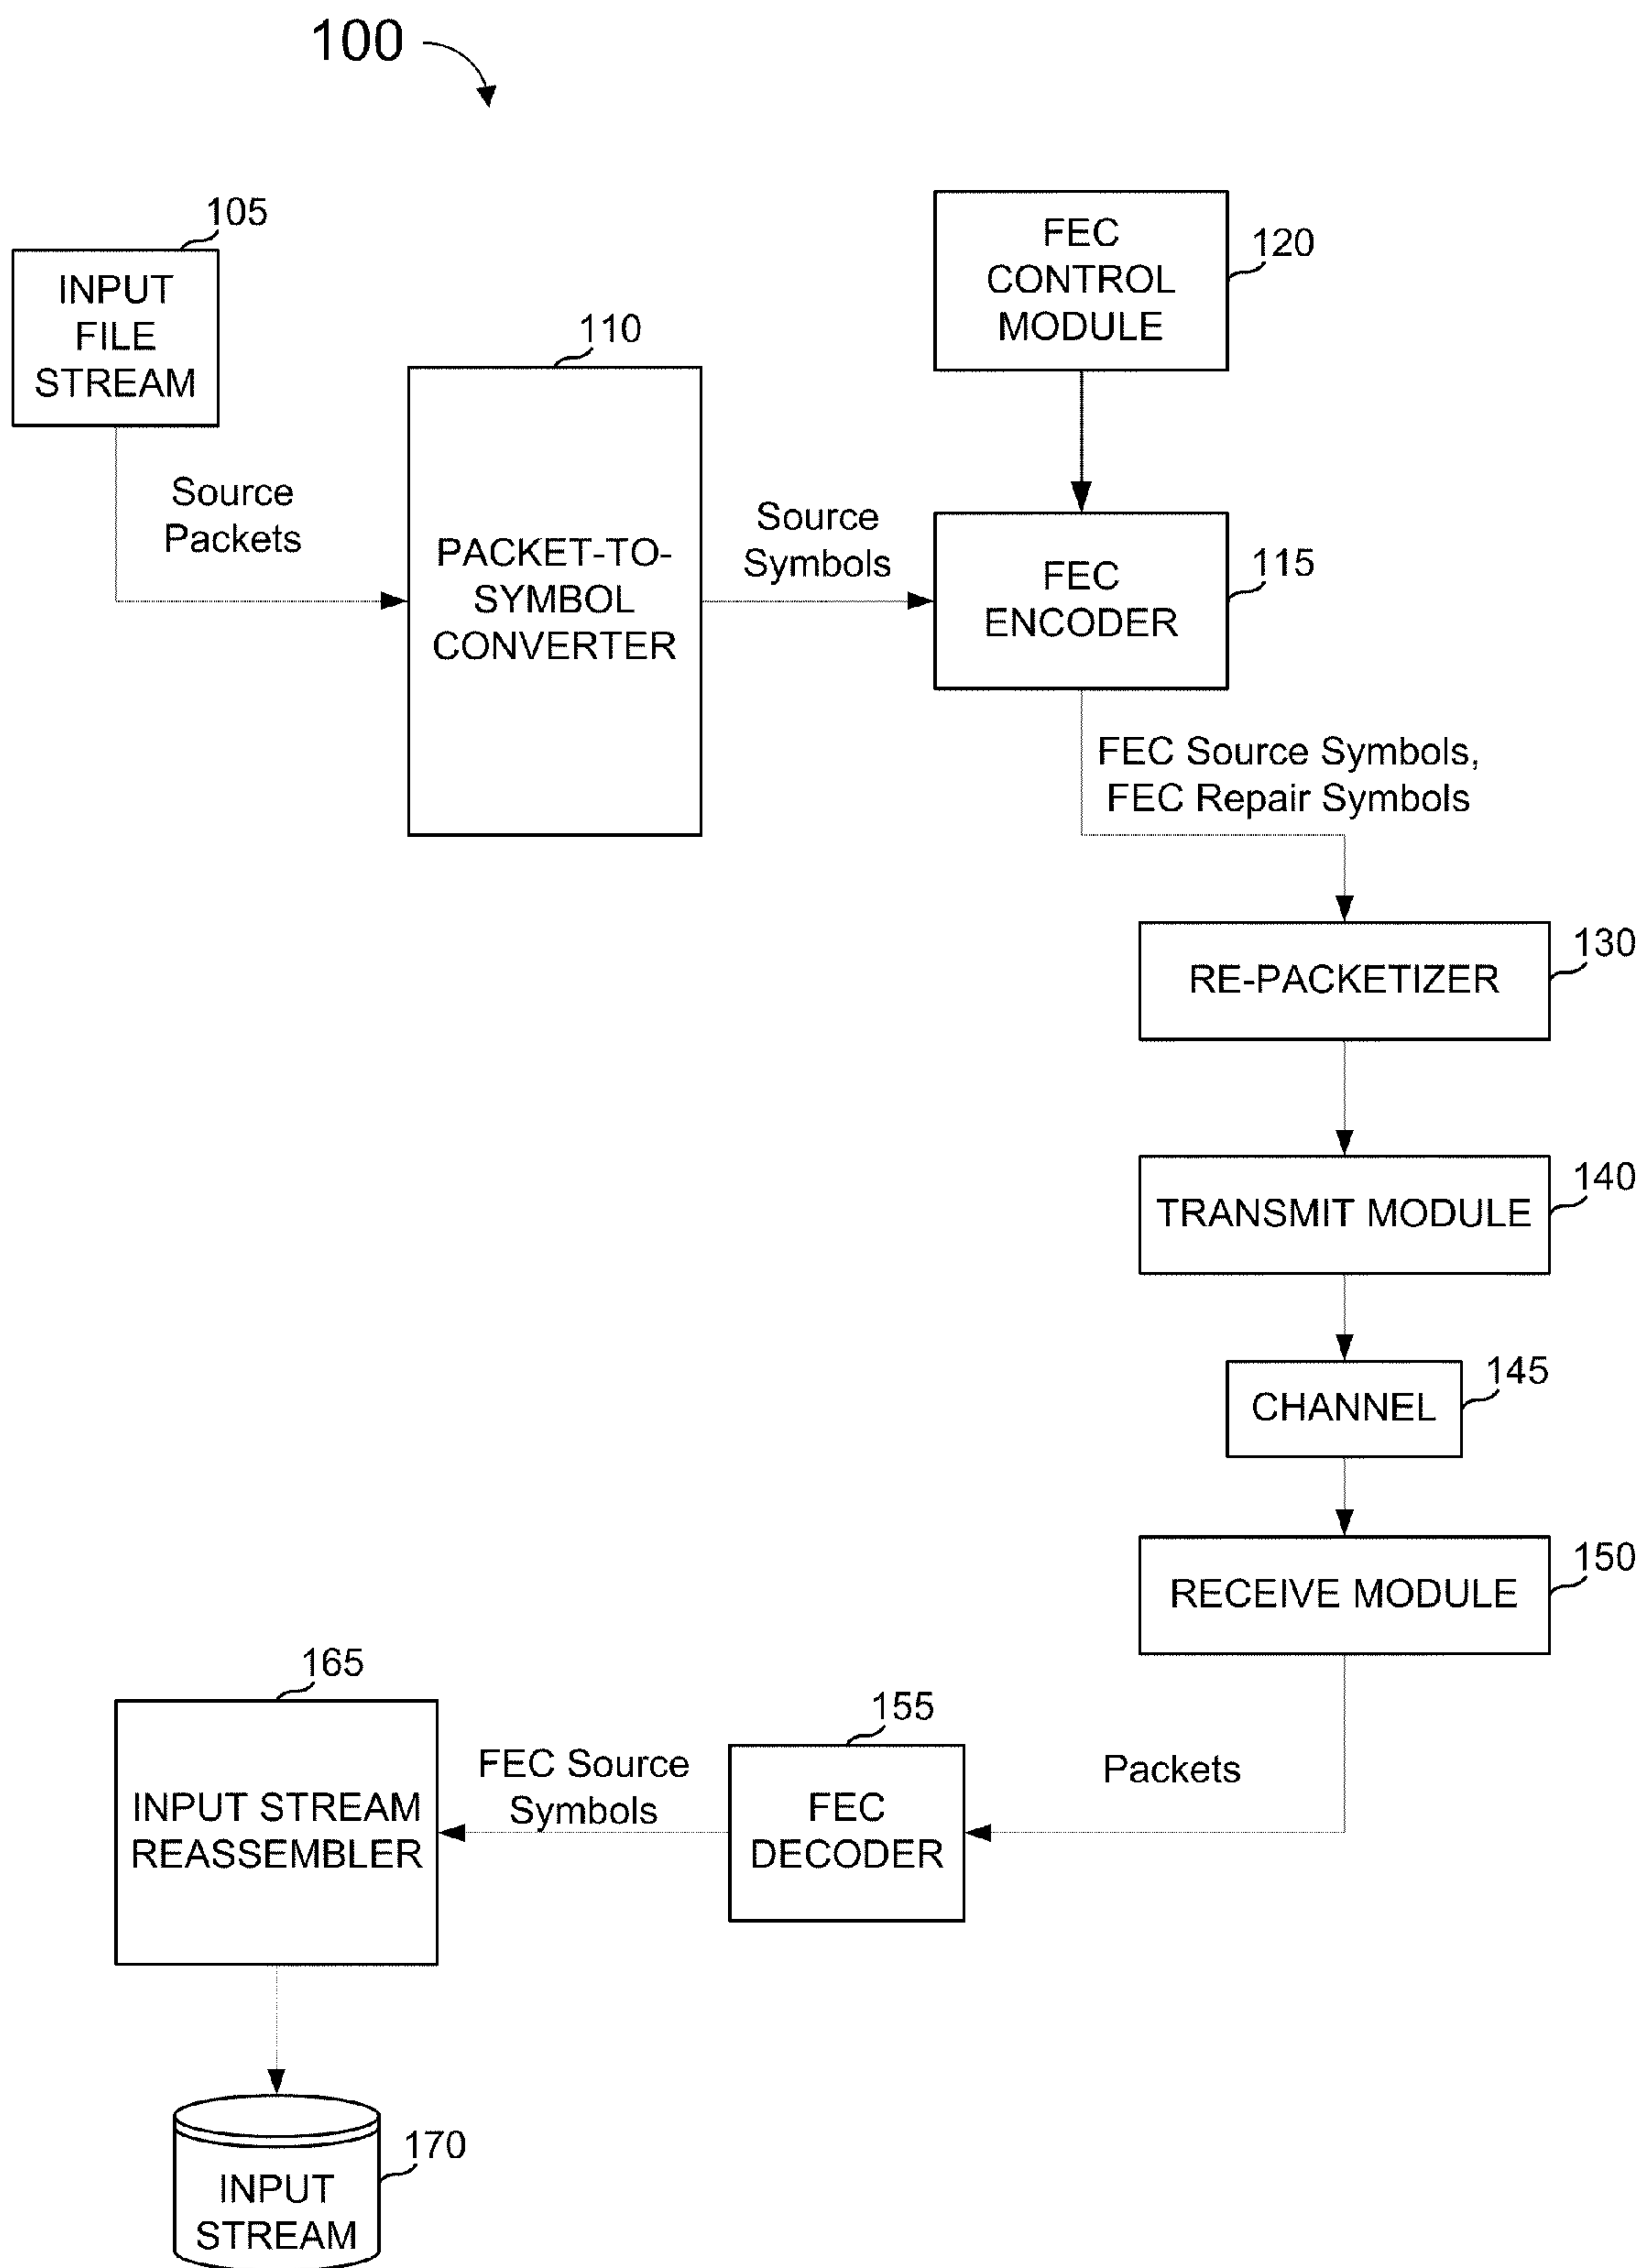 100
105
INPUT
FILE
STREAM
Source
Packets
110
PACKET-TO-
SYMBOL
CONVERTER
Source
Symbols
FEC
CONTROL
MODULE
120
FEC
ENCODER
115
FEC Source Symbols,
FEC Repair Symbols
RE-PACKETIZER
130
TRANSMIT MODULE
140
CHANNEL
145
RECEIVE MODULE
150
Packets
155
FEC
DECODER
FEC Source
Symbols
165
INPUT STREAM
REASSEMBLER
170
INPUT
STREAM